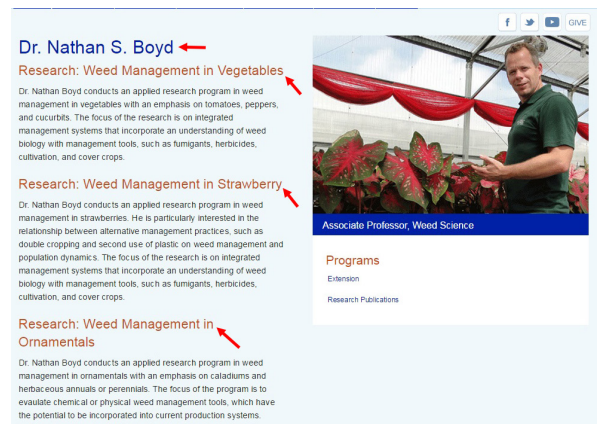 f GIVE
Dr. Nathan S. Boyd
Research: Weed Management in Vegetables
Dr. Nathan Boyd conducts an applied research program in weed
management in vegetables with an emphasis on tomatoes, peppers,
and cucurbits. The focus of the research is on integrated
management systems that incorporate an understanding of weed
biology with management tools, such as fumigants, herbicides,
cultivation, and cover crops.
Research: Weed Management in Strawberry
Dr. Nathan Boyd conducts an applied research program in weed
management in strawberries. He is particularly interested in the
relationship between alternative management practices, such as
double cropping and second use of plastic on weed management and
population dynamics. The focus of the research is on integrated
management systems that incorporate an understanding of weed
biology with management tools, such as fumigants, herbicides,
cultivation, and cover crops.
Research: Weed Management in
Ornamentals
Dr. Nathan Boyd conducts an applied research program in weed
management in ornamentals with an emphasis on caladiums and
herbaceous annuals or perennials. The focus of the program is to
evaulate chemical or physical weed management tools, which have
the potential to be incorporated into current production systems.
Associate Professor, Weed Science
Programs
Extension
Research Publications